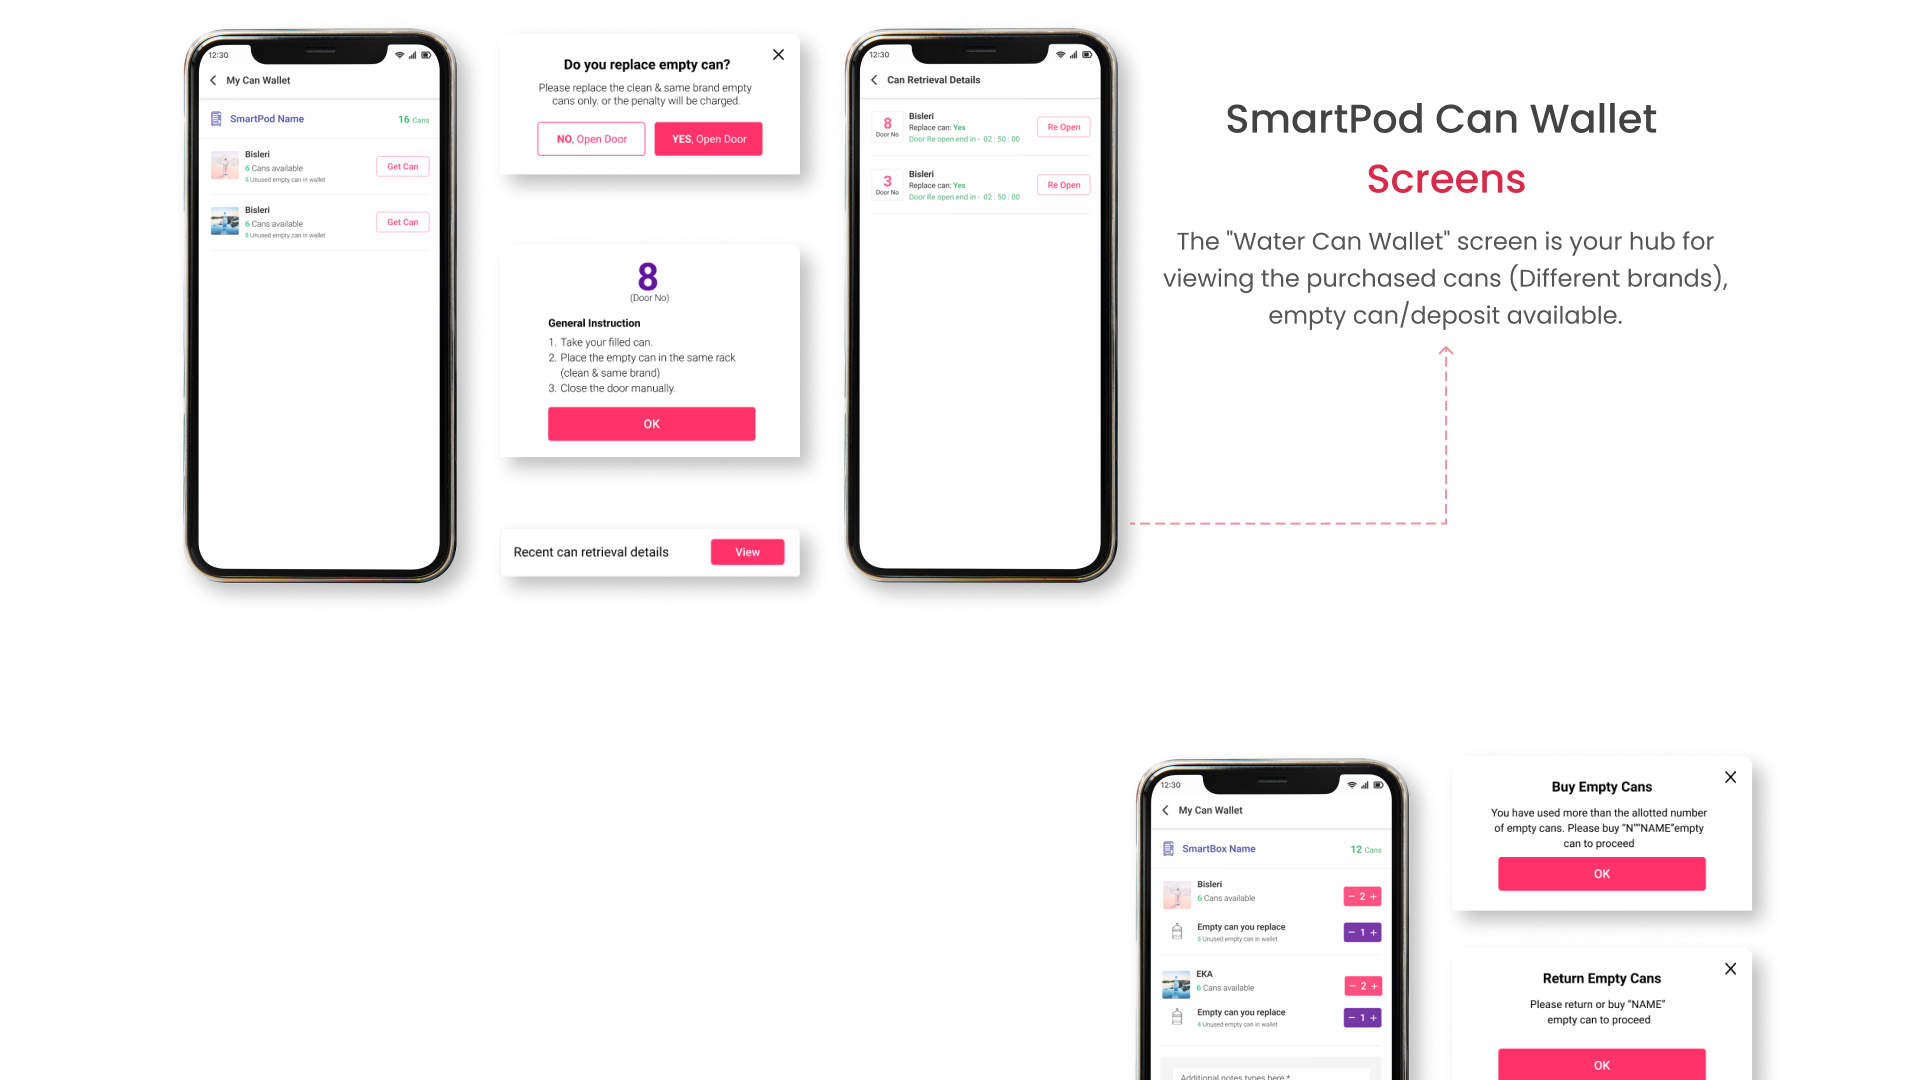 12:30
My Can Wallet
SmartPod Name
16 Cans
Bisleri
6 Cans available
5 Unused empty can in wallet
Get Can
Bisleri
6 Cans available
5 Unused empty can in wallet
Get Can
Do you replace empty can?
Please replace the clean & same brand empty
cans only. or the penalty will be charged.
NO, Open Door
YES, Open Door
8
(Door No)
General Instruction
1. Take your filled can.
2. Place the empty can in the same rack
(clean & same brand)
3. Close the door manually.
OK
Recent can retrieval details
View
12:30
Can Retrieval Details
8
Door No
Bisleri
Replace can: Yes
Door Re open end in - 02 : 50 : 00
Re Open
3
Door No
Bisleri
Replace can: Yes
Door Re open end in - 02 : 50 : 00
Re Open
SmartPod Can Wallet
Screens
The "Water Can Wallet" screen is your hub for
viewing the purchased cans (Different brands),
empty can/deposit available.
12:30
My Can Wallet
SmartBox Name
12 Cans
Bisleri
6 Cans available
− 2 +
Empty can you replace
5 Unused empty can in wallet
− 1 +
EKA
6 Cans available
− 2 +
Empty can you replace
4 Unused empty can in wallet
− 1 +
Additional notes types here *
Buy Empty Cans
You have used more than the allotted number
of empty cans. Please buy “N”“NAME”empty
can to proceed
OK
Return Empty Cans
Please return or buy “NAME”
empty can to proceed
OK